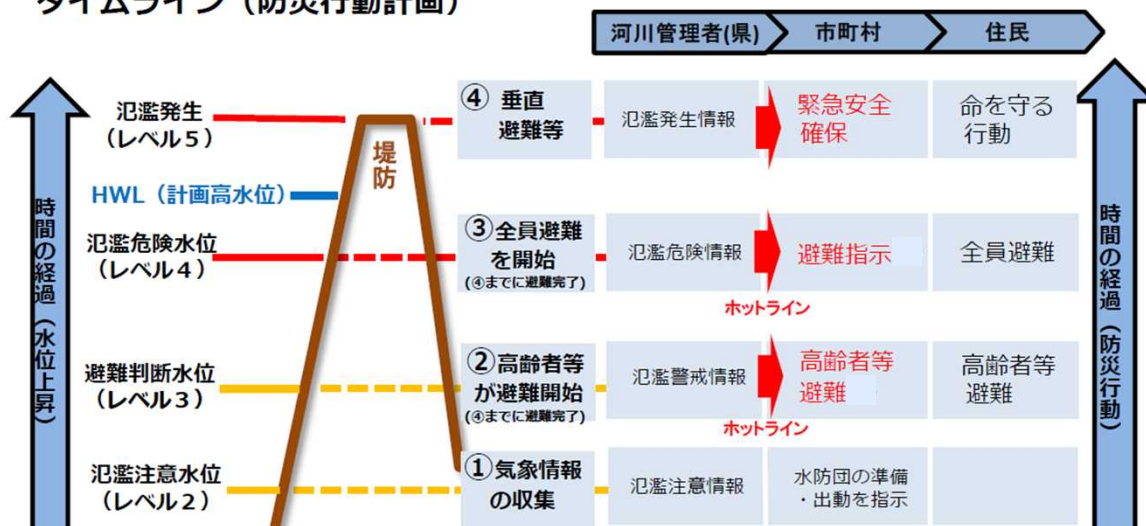 タイムライン（防災行動計画）
河川管理者(県)
市町村
住民
時間の経過（水位上昇）
氾濫発生
（レベル５）
堤防
④ 垂直
避難等
氾濫発生情報
緊急安全
確保
命を守る
行動
HWL（計画高水位）
氾濫危険水位
（レベル４）
③全員避難
を開始
(④までに避難完了)
氾濫危険情報
避難指示
全員避難
ホットライン
避難判断水位
（レベル３）
②高齢者等
が避難開始
(④までに避難完了)
氾濫警戒情報
高齢者等
避難
高齢者等
避難
ホットライン
氾濫注意水位
（レベル２）
①気象情報
の収集
氾濫注意情報
水防団の準備
・出動を指示
時間の経過（防災行動）